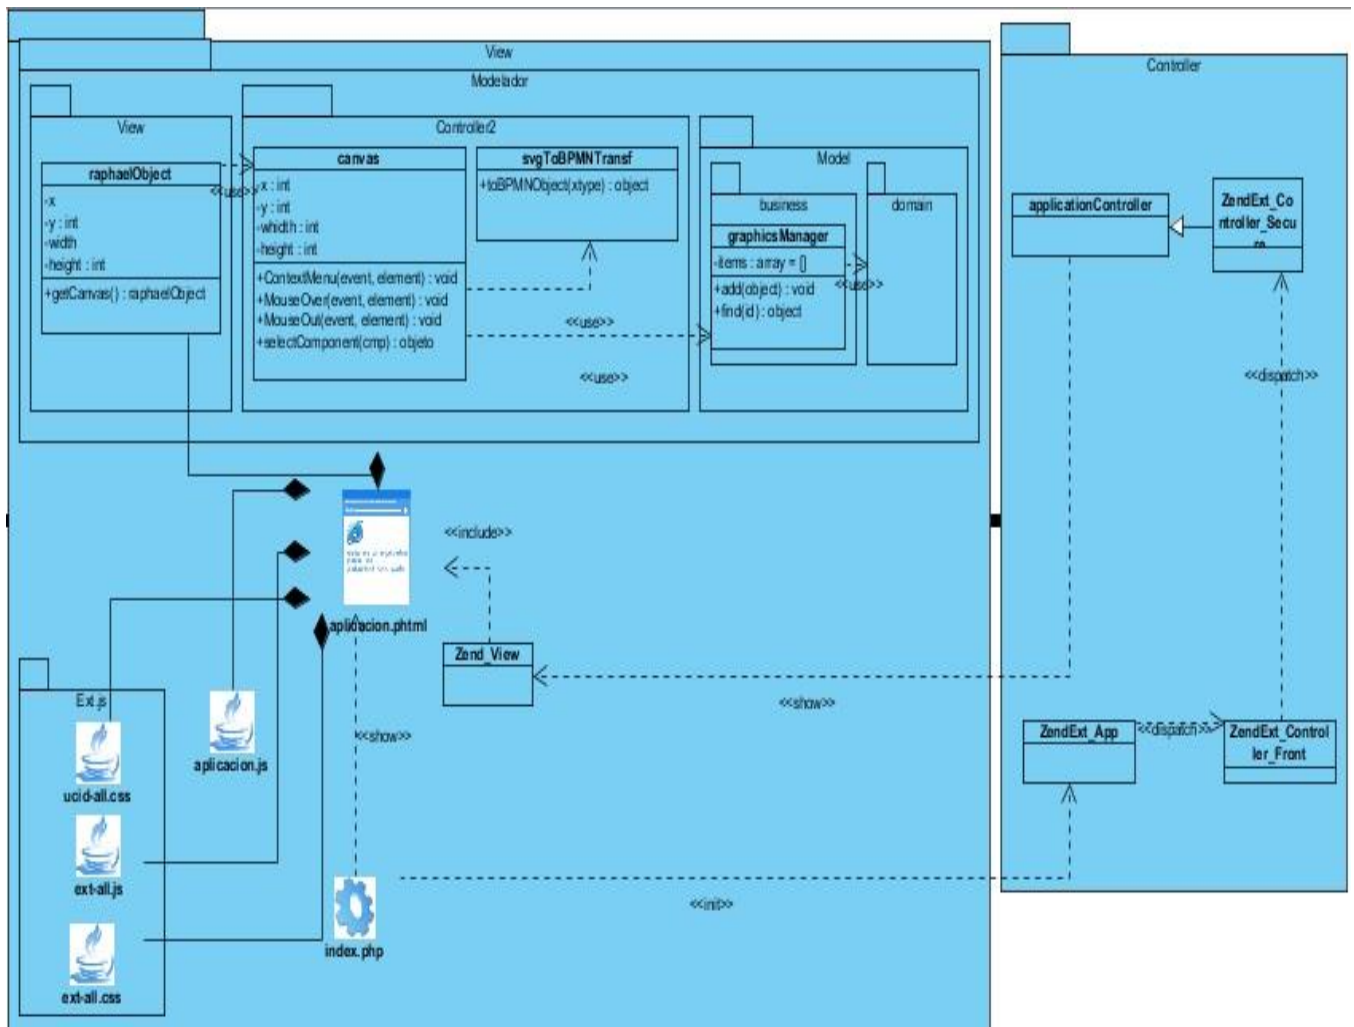 View
Modelador
View
raphaelObject
-x
-y : int
-width
-height : int
+getCanvas() : raphaelObject
<<use>>
Controller2
canvas
-x : int
-y : int
-whidth : int
-height : int
+ContextMenu(event, element) : void
+MouseOver(event, element) : void
+MouseOut(event, element) : void
+selectComponent(cmp) : objeto
svgToBPMNTransf
+toBPMNObject(xtype) : object
<<use>>
<<use>>
Model
business
graphicsManager
-items : array = []
+add(object) : void
+find(id) : object
<<use>>
domain
Controller
applicationController
ZendExt_Co
ntroller_Secu
re
<<dispatch>>
<<include>>
aplicacion.phtml
Zend_View
<<show>>
<<show>>
Ext.js
ucid-all.css
ext-all.js
ext-all.css
aplicacion.js
index.php
<<init>>
ZendExt_App
<<dispatch>>
ZendExt_Control
ler_Front